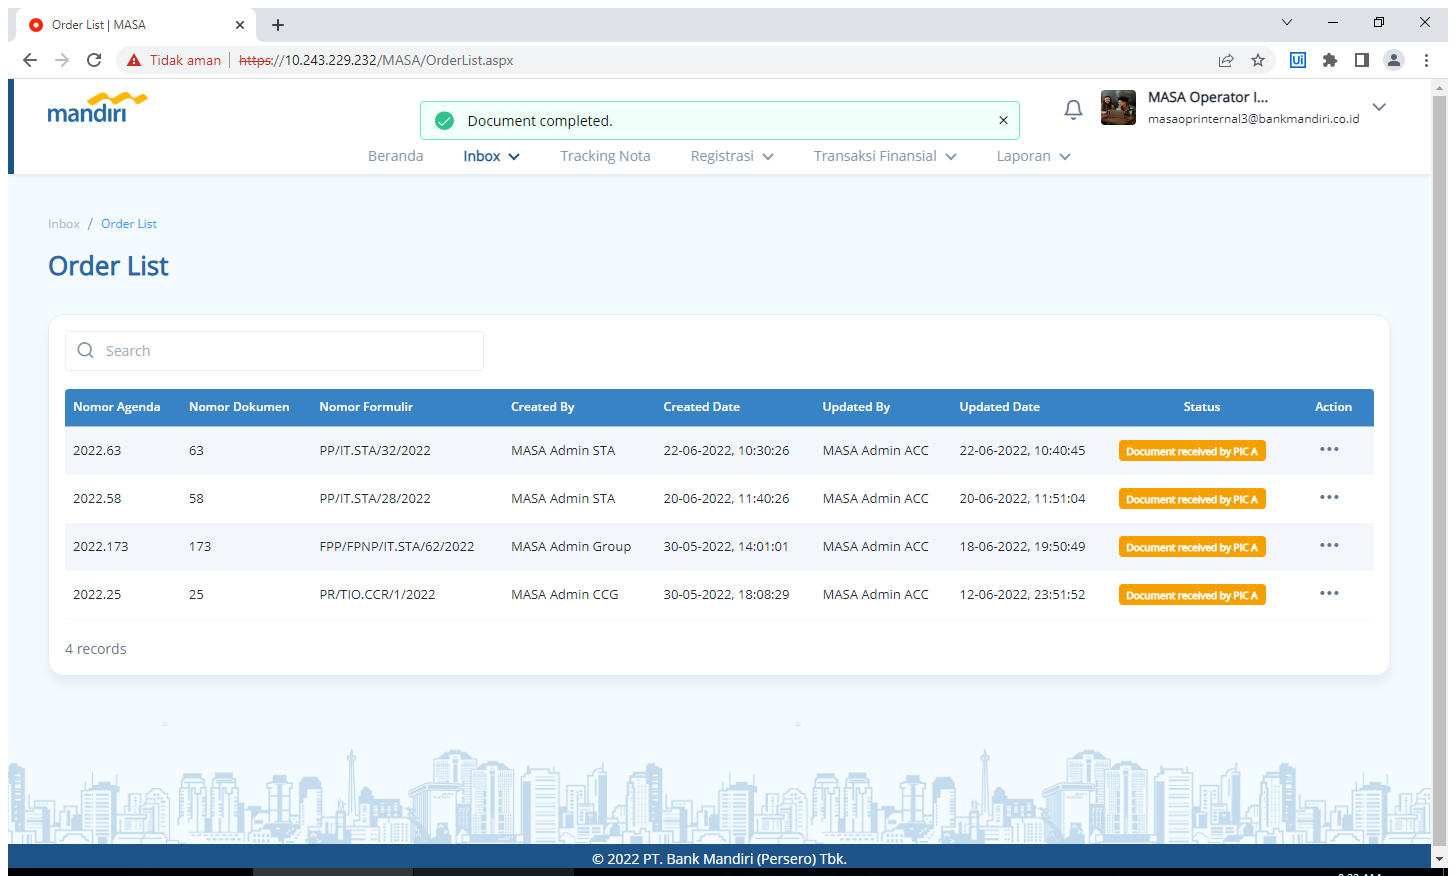 Order List | MASA
Tidak aman
https://10.243.229.232/MASA/OrderList.aspx
Ui
mandiri
Document completed.
MASA Operator I...
masaoprinternal3@bankmandiri.co.id
Beranda Inbox Tracking Nota Registrasi Transaksi Finansial Laporan
Inbox / Order List
Order List
Search
Nomor Agenda Nomor Dokumen Nomor Formulir Created By Created Date Updated By Updated Date Status Action
2022.63 63 PP/IT.STA/32/2022 MASA Admin STA 22-06-2022, 10:30:26 MASA Admin ACC 22-06-2022, 10:40:45 Document received by PIC A
2022.58 58 PP/IT.STA/28/2022 MASA Admin STA 20-06-2022, 11:40:26 MASA Admin ACC 20-06-2022, 11:51:04 Document received by PIC A
2022.173 173 FPP/FPNP/IT.STA/62/2022 MASA Admin Group 30-05-2022, 14:01:01 MASA Admin ACC 18-06-2022, 19:50:49 Document received by PIC A
2022.25 25 PR/TIO.CCR/1/2022 MASA Admin CCG 30-05-2022, 18:08:29 MASA Admin ACC 12-06-2022, 23:51:52 Document received by PIC A
4 records
© 2022 PT. Bank Mandiri (Persero) Tbk.